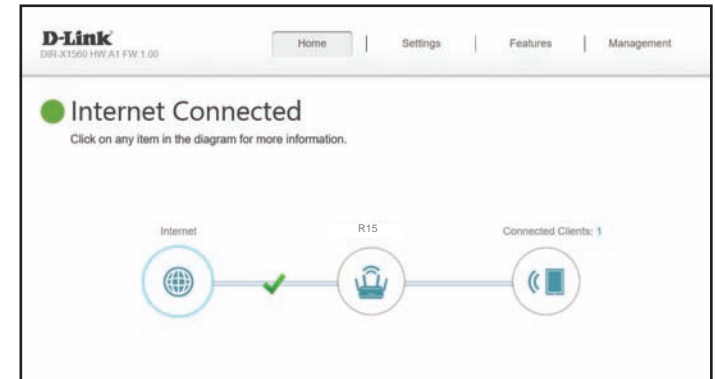 D-Link
DIR-X1560 HW:A1 FW:1.00
Home | Settings | Features | Management
Internet Connected
Click on any item in the diagram for more information.
Internet
R15
Connected Clients: 1